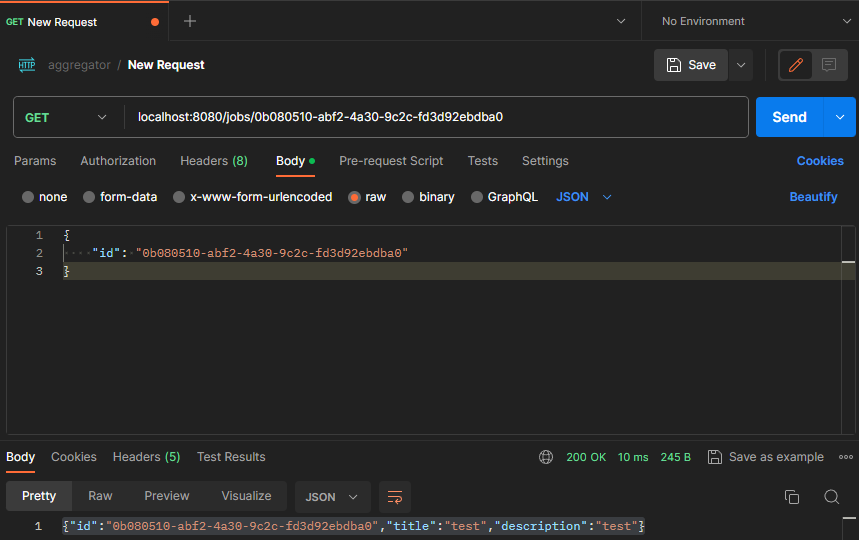 GET New Request
No Environment
HTTP aggregator / New Request Save
GET localhost:8080/jobs/0b080510-abf2-4a30-9c2c-fd3d92ebdba0 Send
Params Authorization Headers (8) Body Pre-request Script Tests Settings Cookies
none form-data x-www-form-urlencoded raw binary GraphQL JSON Beautify
1 {
2 "id": "0b080510-abf2-4a30-9c2c-fd3d92ebdba0"
3 }
Body Cookies Headers (5) Test Results 200 OK 10 ms 245 B Save as example
Pretty Raw Preview Visualize JSON
1 {"id":"0b080510-abf2-4a30-9c2c-fd3d92ebdba0","title":"test","description":"test"}